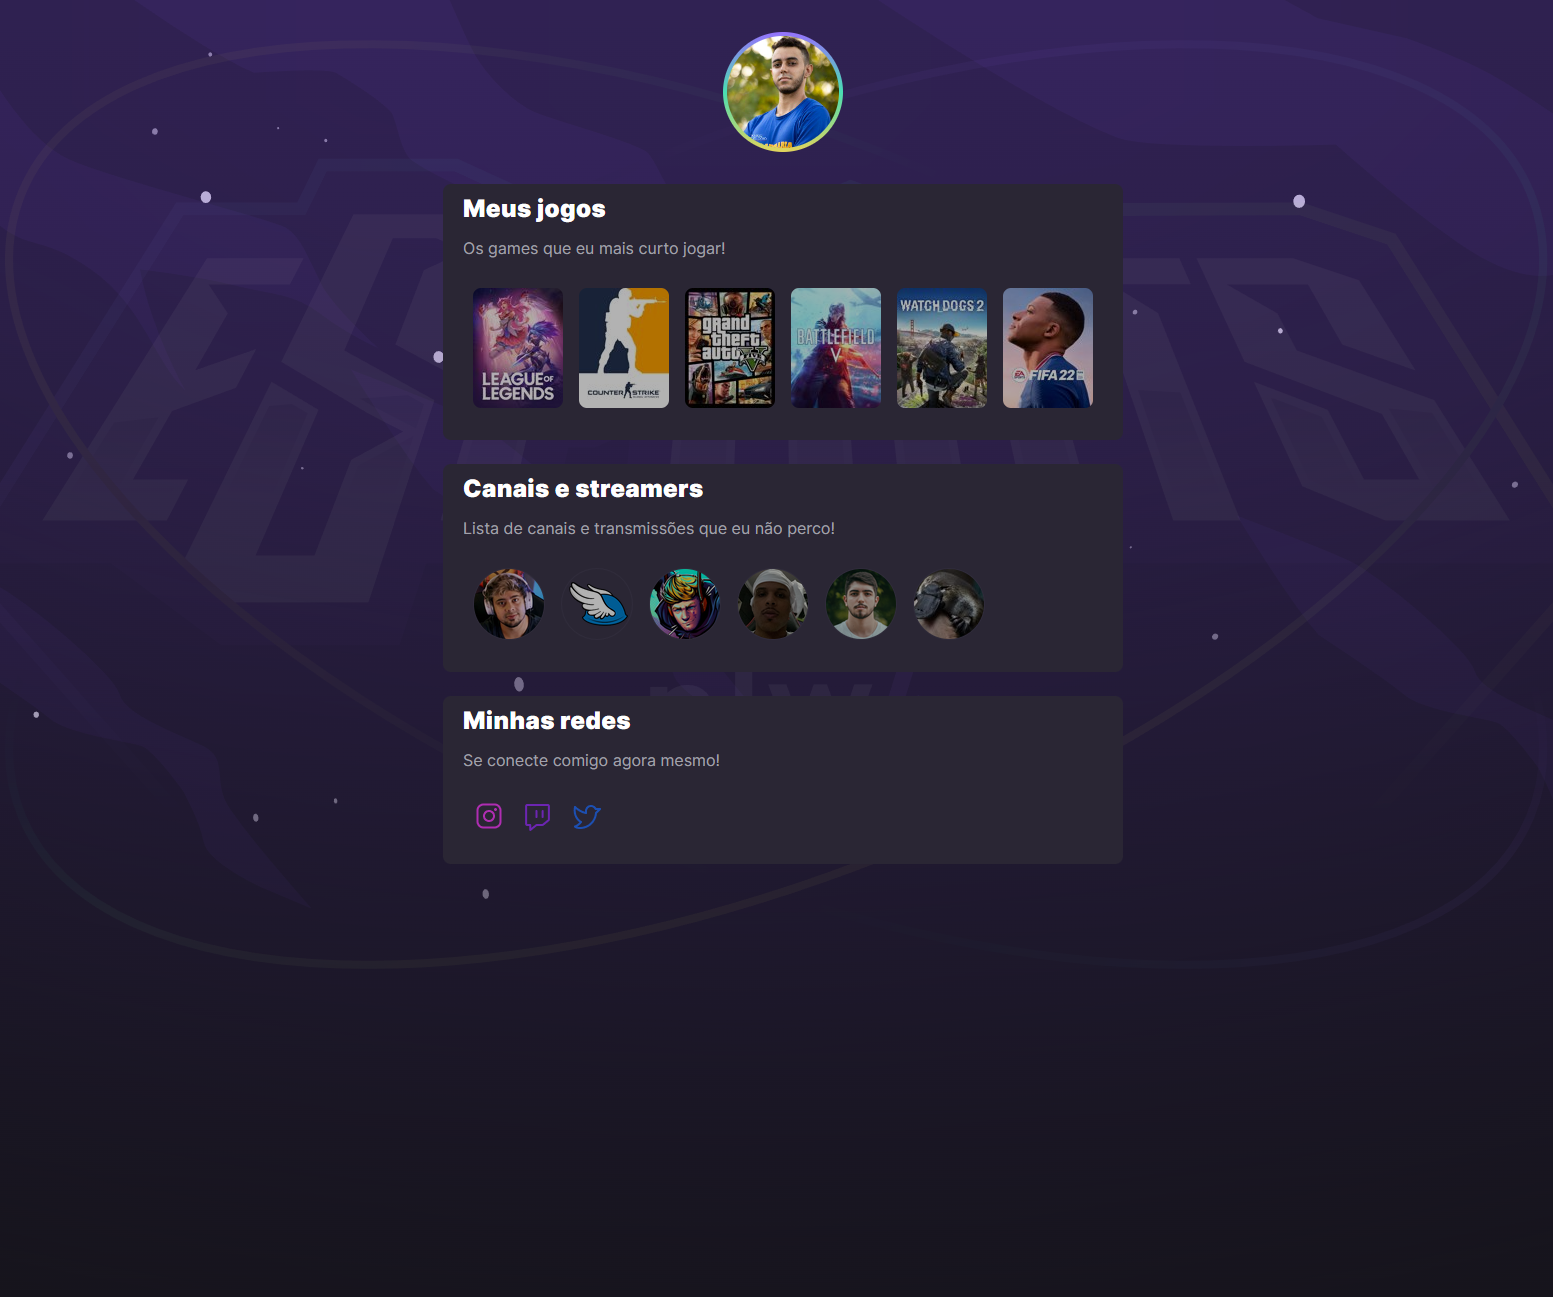 Meus jogos
Os games que eu mais curto jogar!
LEAGUE OF
LEGENDS
COUNTER STRIKE
grand
theft
auto V
BATTLEFIELD
V
WATCH DOGS 2
FIFA 22
Canais e streamers
Lista de canais e transmissões que eu não perco!
nlw
Minhas redes
Se conecte comigo agora mesmo!